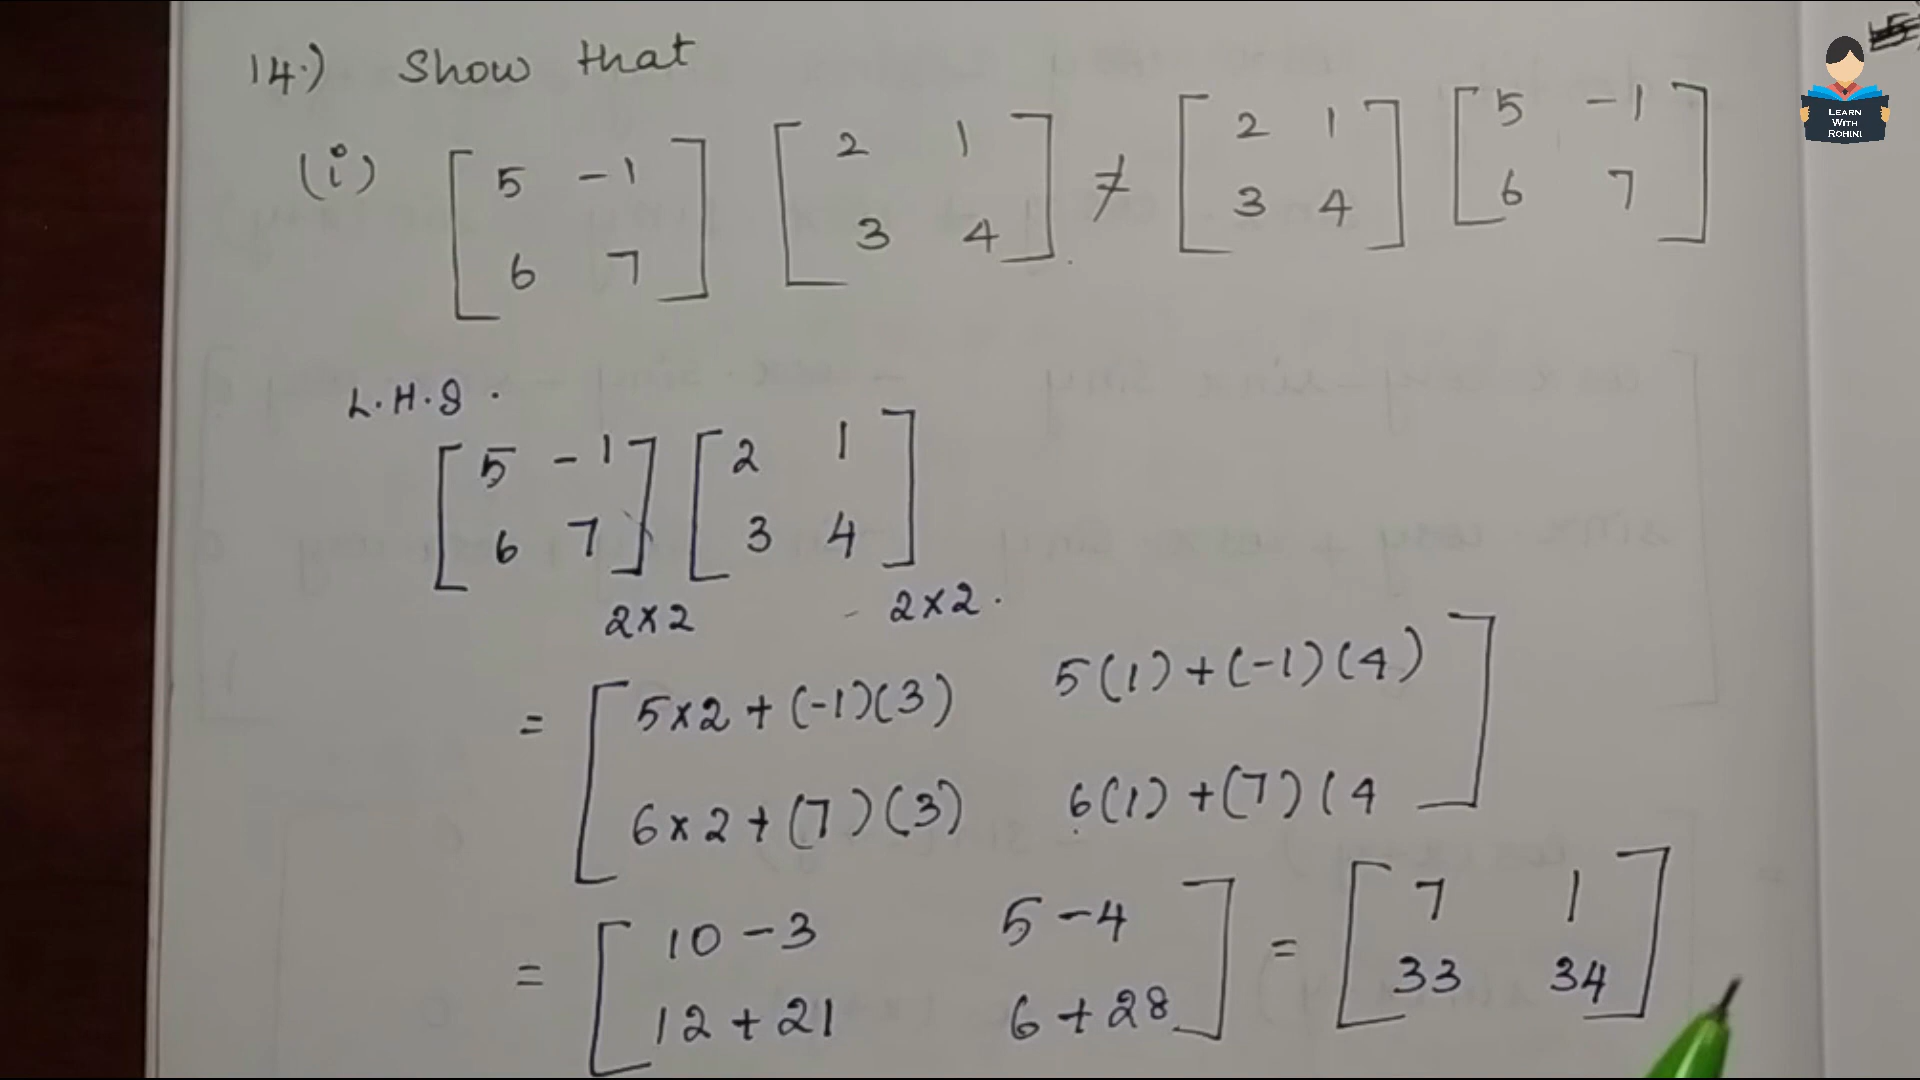 14.) Show that
(i) [5 -1 6 7] [2 1 3 4] ≠ [2 1 3 4] [5 -1 6 7]
L.H.S.
[5 -1 6 7] [2 1 3 4]
2×2 2×2.
= [5×2+(-1)(3) 5(1)+(-1)(4)
6×2+(7)(3) 6(1)+(7)(4]
= [10-3 5-4 12+21 6+28] = [7 1 33 34]
LEARN
WITH
ROHINI